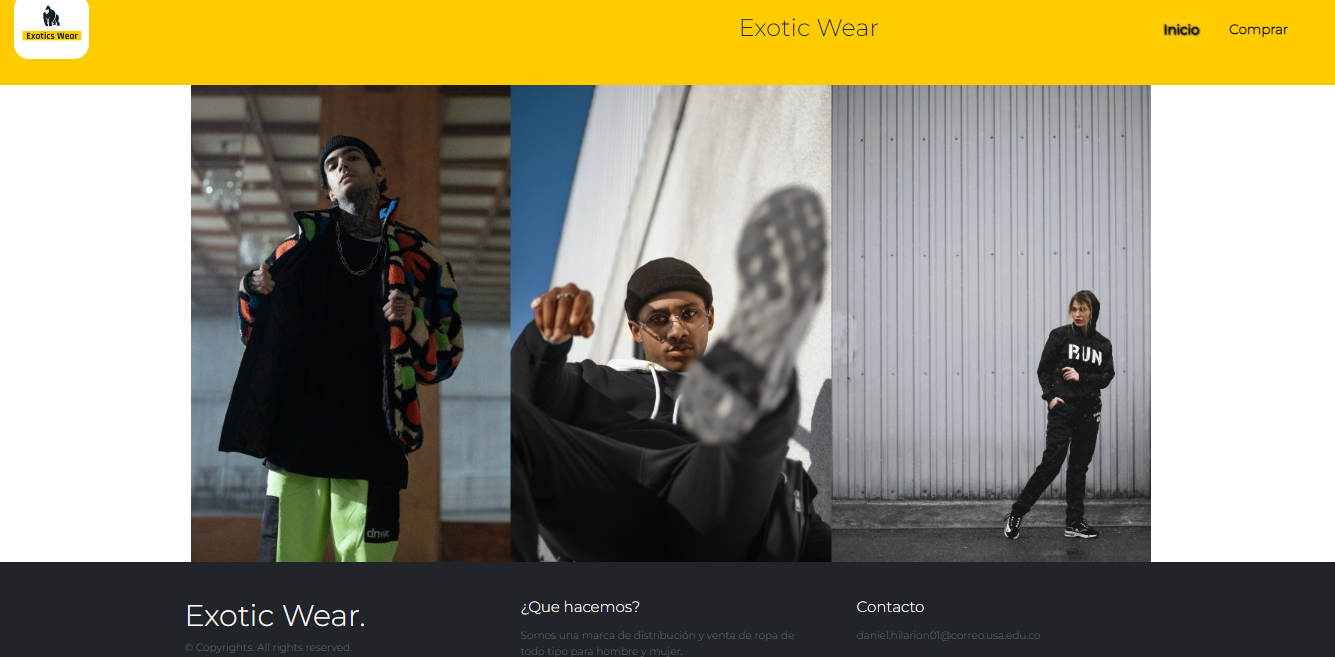 Exotics Wear
Exotic Wear
Inicio
Comprar
RUN
dnwr.
Exotic Wear.
© Copyrights. All rights reserved.
¿Que hacemos?
Somos una marca de distribución y venta de ropa de
todo tipo para hombre y mujer.
Contacto
daniel.hilarion01@correo.usa.edu.co